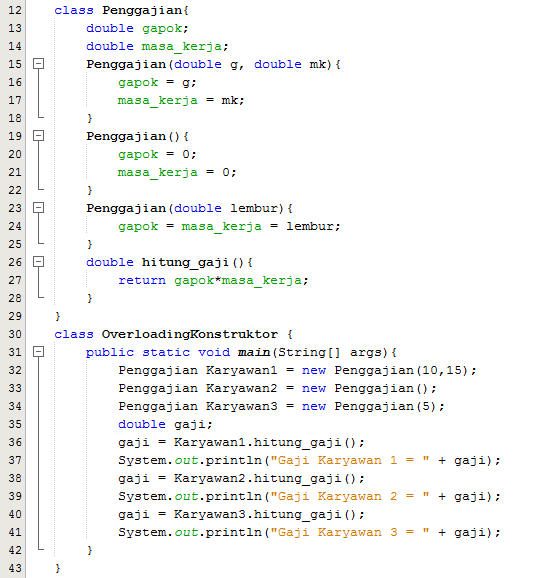 12 class Penggajian{
13 double gapok;
14 double masa_kerja;
15 Penggajian(double g, double mk){
16 gapok = g;
17 masa_kerja = mk;
18 }
19 Penggajian(){
20 gapok = 0;
21 masa_kerja = 0;
22 }
23 Penggajian(double lembur){
24 gapok = masa_kerja = lembur;
25 }
26 double hitung_gaji(){
27 return gapok*masa_kerja;
28 }
29 }
30 class OverloadingKonstruktor {
31 public static void main(String[] args){
32 Penggajian Karyawan1 = new Penggajian(10,15);
33 Penggajian Karyawan2 = new Penggajian();
34 Penggajian Karyawan3 = new Penggajian(5);
35 double gaji;
36 gaji = Karyawan1.hitung_gaji();
37 System.out.println("Gaji Karyawan 1 = " + gaji);
38 gaji = Karyawan2.hitung_gaji();
39 System.out.println("Gaji Karyawan 2 = " + gaji);
40 gaji = Karyawan3.hitung_gaji();
41 System.out.println("Gaji Karyawan 3 = " + gaji);
42 }
43 }